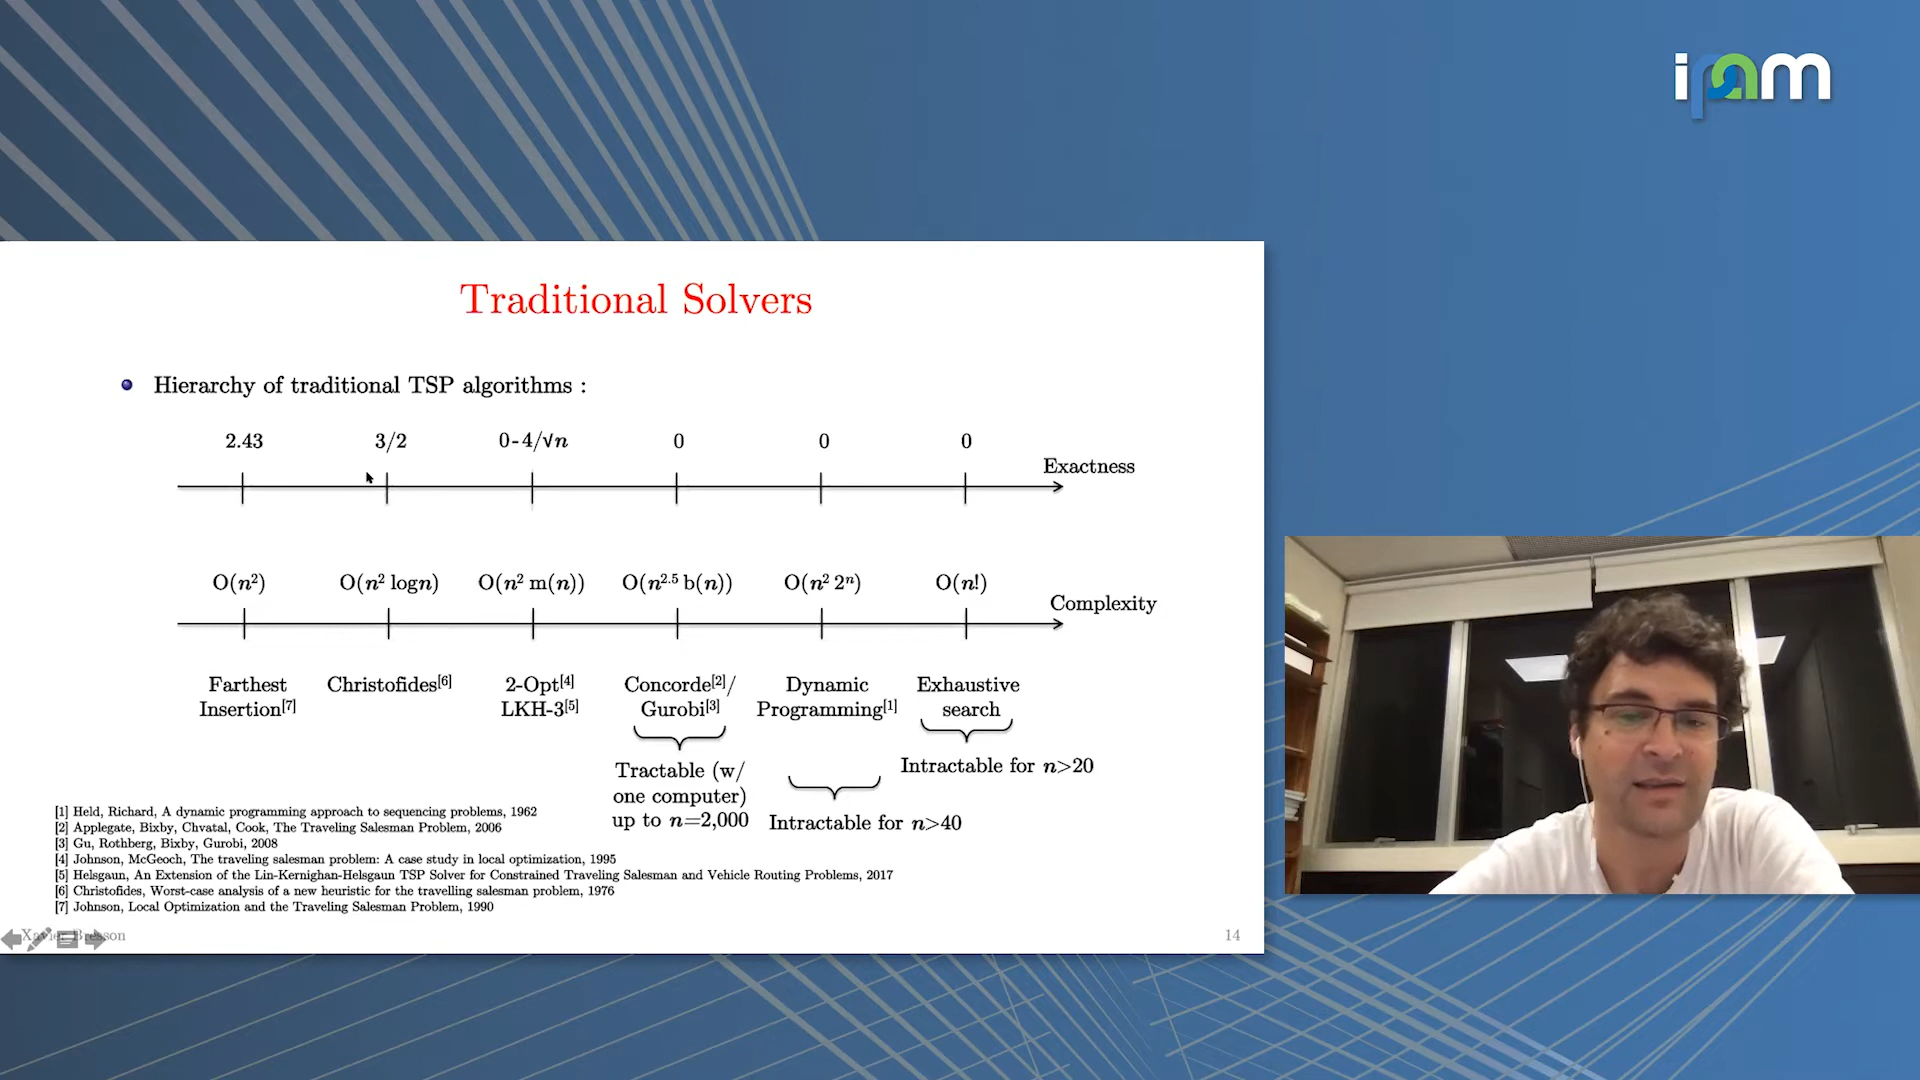 ipam
Traditional Solvers
Hierarchy of traditional TSP algorithms :
2.43 3/2 0-4/√n 0 0 0
Exactness
O(n²) O(n² logn) O(n² m(n)) O(n²·⁵ b(n)) O(n² 2ⁿ) O(n!)
Complexity
Farthest Insertion[7]
Christofides[6]
2-Opt[4]
LKH-3[5]
Concorde[2]/
Gurobi[3]
Dynamic
Programming[1]
Exhaustive
search
Tractable (w/
one computer)
up to n=2,000
Intractable for n>40
Intractable for n>20
[1] Held, Richard, A dynamic programming approach to sequencing problems, 1962
[2] Applegate, Bixby, Chvatal, Cook, The Traveling Salesman Problem, 2006
[3] Gu, Rothberg, Bixby, Gurobi, 2008
[4] Johnson, McGeoch, The traveling salesman problem: A case study in local optimization, 1995
[5] Helsgaun, An Extension of the Lin-Kernighan-Helsgaun TSP Solver for Constrained Traveling Salesman and Vehicle Routing Problems, 2017
[6] Christofides, Worst-case analysis of a new heuristic for the travelling salesman problem, 1976
[7] Johnson, Local Optimization and the Traveling Salesman Problem, 1990
Xavier Bresson
14